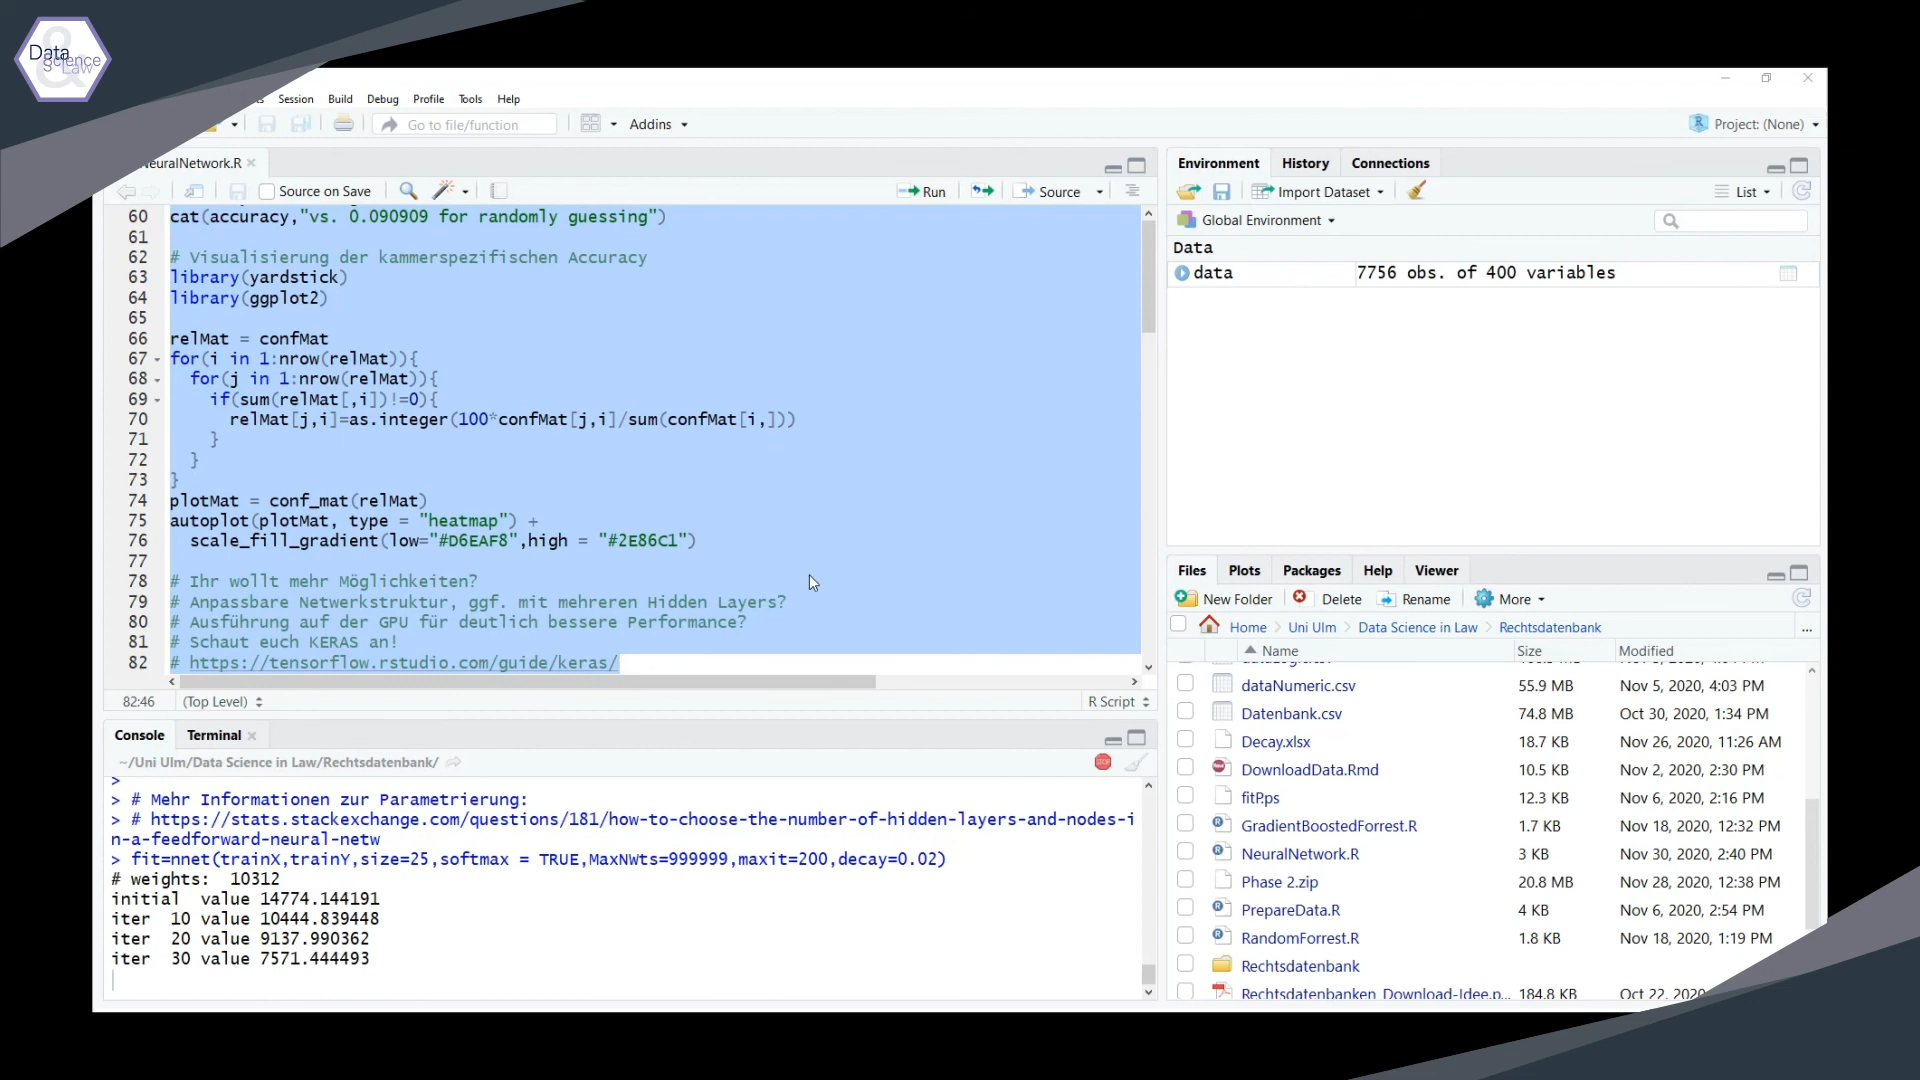 Data
Science
& Law
Session Build Debug Profile Tools Help
Go to file/function
Addins
Project: (None)
NeuralNetwork.R
Source on Save
Run
Source
60 cat(accuracy,"vs. 0.090909 for randomly guessing")
61
62 # Visualisierung der kammerspezifischen Accuracy
63 library(yardstick)
64 library(ggplot2)
65
66 relMat = confMat
67 for(i in 1:nrow(relMat)){
68 for(j in 1:nrow(relMat)){
69 if(sum(relMat[,i])!=0){
70 relMat[j,i]=as.integer(100*confMat[j,i]/sum(confMat[i,]))
71 }
72 }
73 }
74 plotMat = conf_mat(relMat)
75 autoplot(plotMat, type = "heatmap") +
76 scale_fill_gradient(low="#D6EAF8",high = "#2E86C1")
77
78 # Ihr wollt mehr Möglichkeiten?
79 # Anpassbare Netwerkstruktur, ggf. mit mehreren Hidden Layers?
80 # Ausführung auf der GPU für deutlich bessere Performance?
81 # Schaut euch KERAS an!
82 # https://tensorflow.rstudio.com/guide/keras/
82:46 (Top Level) R Script
Console Terminal
~/Uni Ulm/Data Science in Law/Rechtsdatenbank/
STOP
>
> # Mehr Informationen zur Parametrierung:
> # https://stats.stackexchange.com/questions/181/how-to-choose-the-number-of-hidden-layers-and-nodes-i
n-a-feedforward-neural-netw
> fit=nnet(trainX,trainY,size=25,softmax = TRUE,MaxNWts=999999,maxit=200,decay=0.02)
# weights: 10312
initial value 14774.144191
iter 10 value 10444.839448
iter 20 value 9137.990362
iter 30 value 7571.444493
Environment History Connections
Import Dataset List
Global Environment
Data
data 7756 obs. of 400 variables
Files Plots Packages Help Viewer
New Folder Delete Rename More
Home > Uni Ulm > Data Science in Law > Rechtsdatenbank ...
Name Size Modified
dataNumeric.csv 55.9 MB Nov 5, 2020, 4:03 PM
Datenbank.csv 74.8 MB Oct 30, 2020, 1:34 PM
Decay.xlsx 18.7 KB Nov 26, 2020, 11:26 AM
DownloadData.Rmd 10.5 KB Nov 2, 2020, 2:30 PM
fitP.ps 12.3 KB Nov 6, 2020, 2:16 PM
GradientBoostedForrest.R 1.7 KB Nov 18, 2020, 12:32 PM
NeuralNetwork.R 3 KB Nov 30, 2020, 2:40 PM
Phase 2.zip 20.8 MB Nov 28, 2020, 12:38 PM
PrepareData.R 4 KB Nov 6, 2020, 2:54 PM
RandomForrest.R 1.8 KB Nov 18, 2020, 1:19 PM
Rechtsdatenbank
Rechtsdatenbanken_Download-Idee.p... 184.8 KB Oct 22, 2020